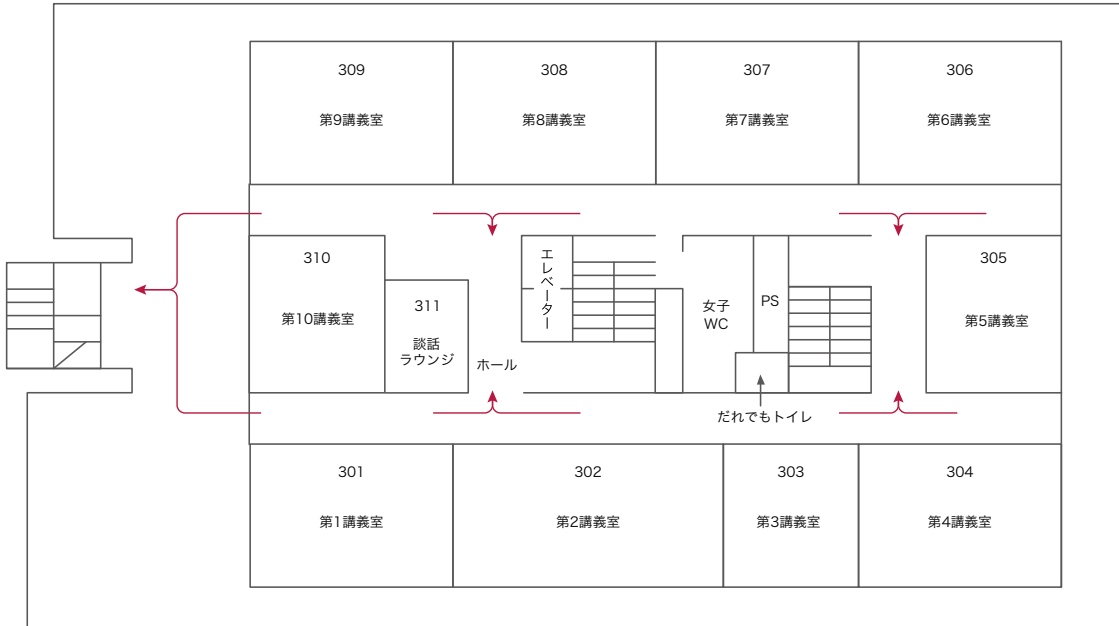 309
第9講義室
308
第8講義室
307
第7講義室
306
第6講義室
310
第10講義室
311
談話
ラウンジ
ホール
エレベーター
女子
WC
PS
だれでもトイレ
305
第5講義室
301
第1講義室
302
第2講義室
303
第3講義室
304
第4講義室